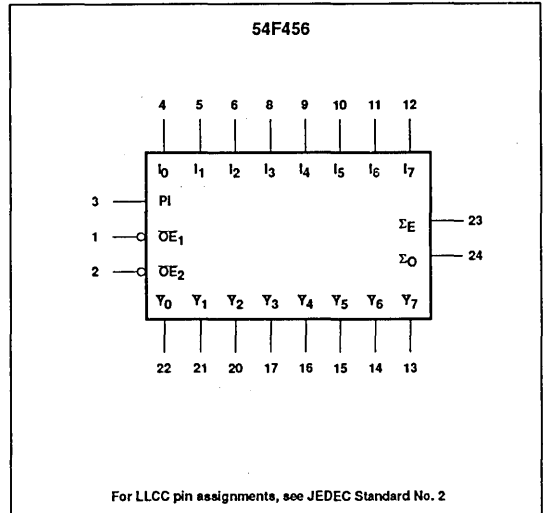 54F456
4 5 6 8 9 10 11 12
I0 I1 I2 I3 I4 I5 I6 I7
3 PI
ΣE 23
1 OE1
ΣO 24
2 OE2
Y0 Y1 Y2 Y3 Y4 Y5 Y6 Y7
22 21 20 17 16 15 14 13
For LLCC pin assignments, see JEDEC Standard No. 2